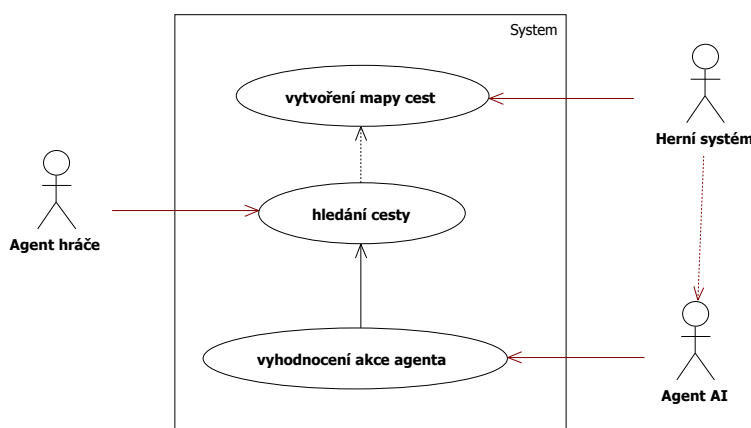 System
vytvoření mapy cest
Herní systém
hledání cesty
Agent hráče
vyhodnocení akce agenta
Agent AI